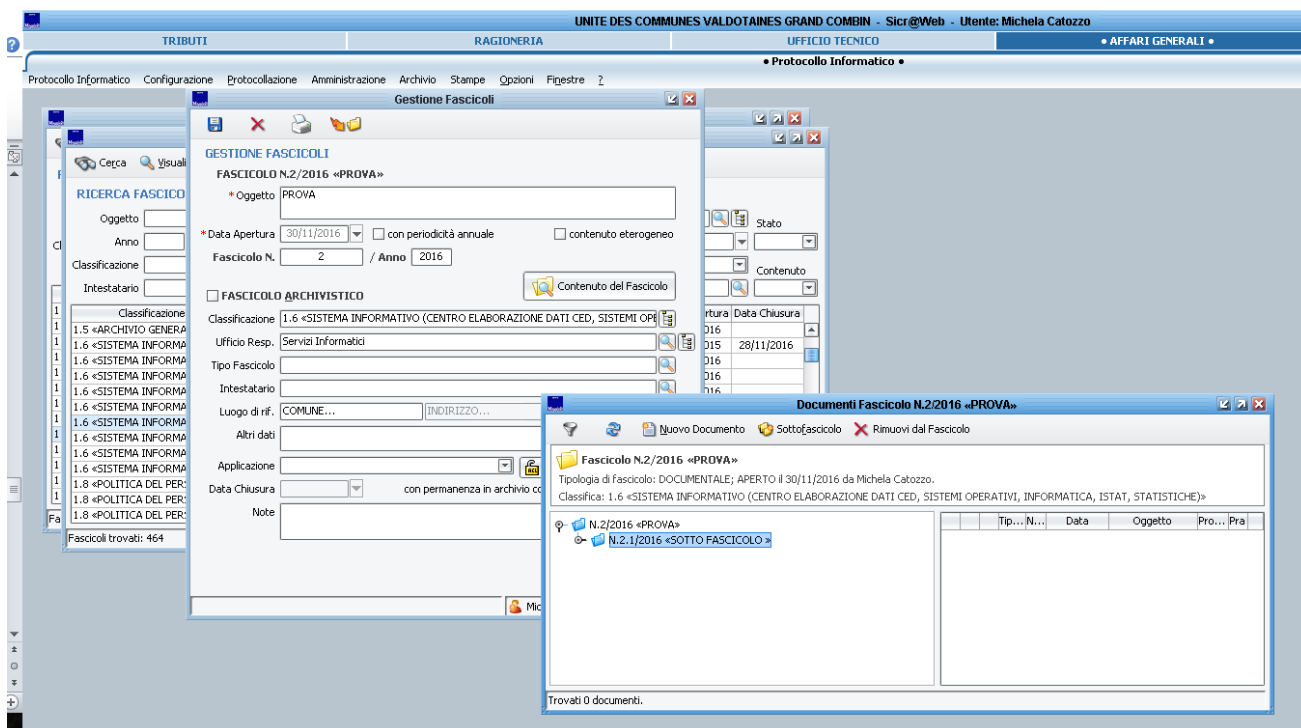 UNITE DES COMMUNES VALDOTAINES GRAND COMBIN - Sicr@Web - Utente: Michela Catozzo
TRIBUTI RAGIONERIA UFFICIO TECNICO • AFFARI GENERALI •
• Protocollo Informatico •
Protocollo Informatico Configurazione Protocollazione Amministrazione Archivio Stampe Opzioni Finestre ?
Gestione Fascicoli
GESTIONE FASCICOLI
FASCICOLO N.2/2016 «PROVA»
* Oggetto PROVA
* Data Apertura 30/11/2016 con periodicità annuale contenuto eterogeneo
Fascicolo N. 2 / Anno 2016
Contenuto del Fascicolo
FASCICOLO ARCHIVISTICO
Classificazione 1.6 «SISTEMA INFORMATIVO (CENTRO ELABORAZIONE DATI CED, SISTEMI OPE
Ufficio Resp. Servizi Informatici
Tipo Fascicolo
Intestatario
Luogo di rif. COMUNE... INDIRIZZO...
Altri dati
Applicazione
Data Chiusura con permanenza in archivio co
Note
Mic
Cerca Visuali
RICERCA FASCICO
Oggetto
Anno
Classificazione
Intestatario
Stato
Contenuto
Classificazione rtura Data Chiusura
1.5 «ARCHIVIO GENERA 016
1.6 «SISTEMA INFORMA 015 28/11/2016
1.6 «SISTEMA INFORMA 016
1.6 «SISTEMA INFORMA 016
1.6 «SISTEMA INFORMA 016
1.6 «SISTEMA INFORMA
1.6 «SISTEMA INFORMA
1.6 «SISTEMA INFORMA
1.6 «SISTEMA INFORMA
1.6 «SISTEMA INFORMA
1.8 «POLITICA DEL PER
1.8 «POLITICA DEL PER
1.8 «POLITICA DEL PER
Fascicoli trovati: 464
Documenti Fascicolo N.2/2016 «PROVA»
Nuovo Documento Sottofascicolo Rimuovi dal Fascicolo
Fascicolo N.2/2016 «PROVA»
Tipologia di fascicolo: DOCUMENTALE; APERTO il 30/11/2016 da Michela Catozzo.
Classifica: 1.6 «SISTEMA INFORMATIVO (CENTRO ELABORAZIONE DATI CED, SISTEMI OPERATIVI, INFORMATICA, ISTAT, STATISTICHE)»
N.2/2016 «PROVA»
N.2.1/2016 «SOTTO FASCICOLO »
Tip... N... Data Oggetto Pro... Pra
Trovati 0 documenti.